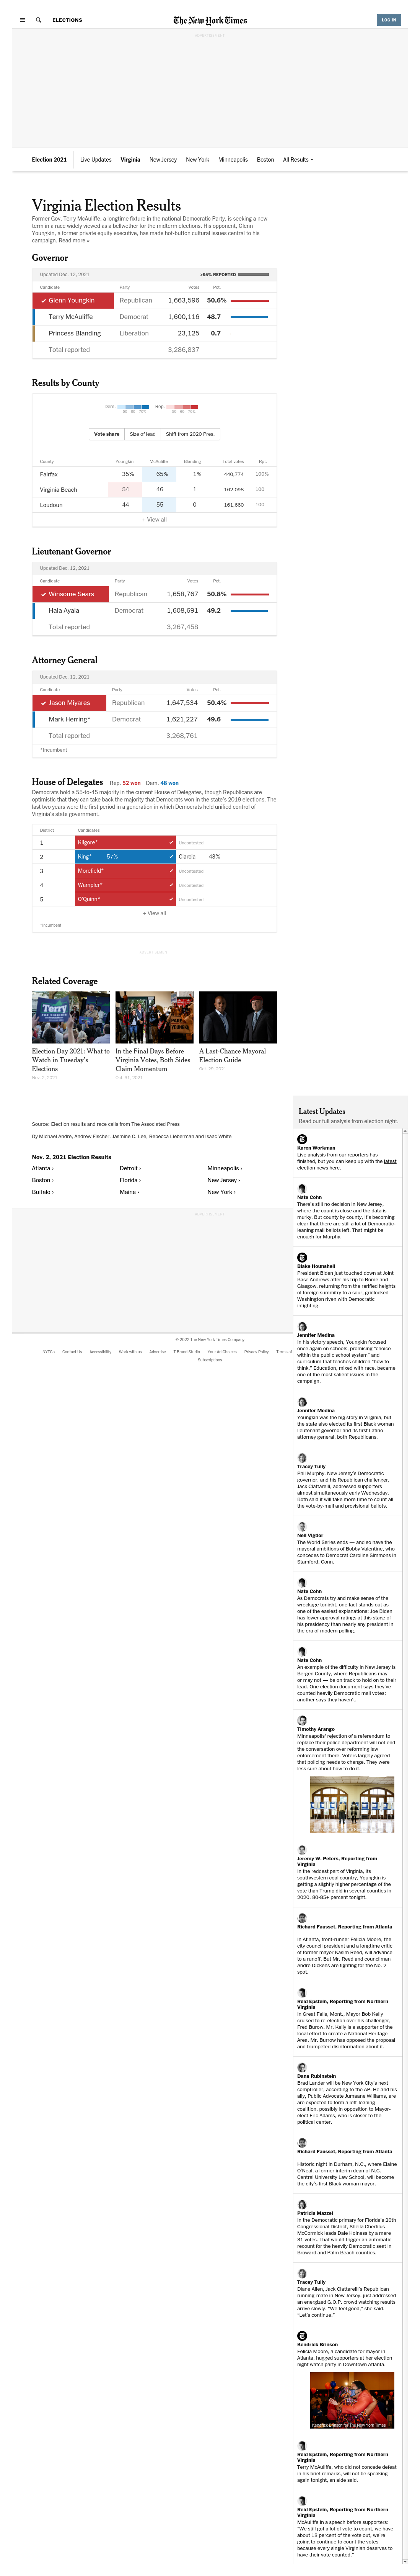 ELECTIONS
The New York Times
LOG IN
ADVERTISEMENT
Election 2021
Live Updates
Virginia
New Jersey
New York
Minneapolis
Boston
All Results
Virginia Election Results
Former Gov. Terry McAuliffe, a longtime fixture in the national Democratic Party, is seeking a new
term in a race widely viewed as a bellwether for the midterm elections. His opponent, Glenn
Youngkin, a former private equity executive, has made hot-button cultural issues central to his
campaign. Read more »
Governor
Updated Dec. 12, 2021 >95% REPORTED
Candidate Party Votes Pct.
Glenn Youngkin Republican 1,663,596 50.6%
Terry McAuliffe Democrat 1,600,116 48.7
Princess Blanding Liberation 23,125 0.7
Total reported 3,286,837
Results by County
Dem. Rep.
Vote share Size of lead Shift from 2020 Pres.
County Youngkin McAuliffe Blanding Total votes Rpt.
Fairfax 35% 65% 1% 440,774 100%
Virginia Beach 54 46 1 162,098 100
Loudoun 44 55 0 161,660 100
+ View all
Lieutenant Governor
Updated Dec. 12, 2021
Candidate Party Votes Pct.
Winsome Sears Republican 1,658,767 50.8%
Hala Ayala Democrat 1,608,691 49.2
Total reported 3,267,458
Attorney General
Updated Dec. 12, 2021
Candidate Party Votes Pct.
Jason Miyares Republican 1,647,534 50.4%
Mark Herring* Democrat 1,621,227 49.6
Total reported 3,268,761
*Incumbent
House of Delegates Rep. 52 won Dem. 48 won
Democrats hold a 55-to-45 majority in the current House of Delegates, though Republicans are
optimistic that they can take back the majority that Democrats won in the state's 2019 elections. The
last two years were the first period in a generation in which Democrats held unified control of
Virginia's state government.
District Candidates
1 Kilgore* Uncontested
2 King* 57% Ciarcia 43%
3 Morefield* Uncontested
4 Wampler* Uncontested
5 O'Quinn* Uncontested
+ View all
*Incumbent
ADVERTISEMENT
Related Coverage
Election Day 2021: What to
Watch in Tuesday's
Elections
Nov. 2, 2021
In the Final Days Before
Virginia Votes, Both Sides
Claim Momentum
Oct. 31, 2021
A Last-Chance Mayoral
Election Guide
Oct. 29, 2021
Source: Election results and race calls from The Associated Press
By Michael Andre, Andrew Fischer, Jasmine C. Lee, Rebecca Lieberman and Isaac White
Nov. 2, 2021 Election Results
Atlanta ›
Detroit ›
Minneapolis ›
Boston ›
Florida ›
New Jersey ›
Buffalo ›
Maine ›
New York ›
ADVERTISEMENT
© 2022 The New York Times Company
NYTCo Contact Us Accessibility Work with us Advertise T Brand Studio Your Ad Choices Privacy Policy Terms of
Subscriptions
Latest Updates
Read our full analysis from election night.
Karen Workman
Live analysis from our reporters has
finished, but you can keep up with the latest
election news here.
Nate Cohn
There's still no decision in New Jersey,
where the count is close and the data is
murky. But county by county, it's becoming
clear that there are still a lot of Democratic-
leaning mail ballots left. That might be
enough for Murphy.
Blake Hounshell
President Biden just touched down at Joint
Base Andrews after his trip to Rome and
Glasgow, returning from the rarified heights
of foreign summitry to a sour, gridlocked
Washington riven with Democratic
infighting.
Jennifer Medina
In his victory speech, Youngkin focused
once again on schools, promising "choice
within the public school system" and
curriculum that teaches children "how to
think." Education, mixed with race, became
one of the most salient issues in the
campaign.
Jennifer Medina
Youngkin was the big story in Virginia, but
the state also elected its first Black woman
lieutenant governor and its first Latino
attorney general, both Republicans.
Tracey Tully
Phil Murphy, New Jersey's Democratic
governor, and his Republican challenger,
Jack Ciattarelli, addressed supporters
almost simultaneously early Wednesday.
Both said it will take more time to count all
the vote-by-mail and provisional ballots.
Neil Vigdor
The World Series ends — and so have the
mayoral ambitions of Bobby Valentine, who
concedes to Democrat Caroline Simmons in
Stamford, Conn.
Nate Cohn
As Democrats try and make sense of the
wreckage tonight, one fact stands out as
one of the easiest explanations: Joe Biden
has lower approval ratings at this stage of
his presidency than nearly any president in
the era of modern polling.
Nate Cohn
An example of the difficulty in New Jersey is
Bergen County, where Republicans may —
or may not — be on track to hold on to their
lead. One election document says they've
counted heavily Democratic mail votes;
another says they haven't.
Timothy Arango
Minneapolis' rejection of a referendum to
replace their police department will not end
the conversation over reforming law
enforcement there. Voters largely agreed
that policing needs to change. They were
less sure about how to do it.
Jeremy W. Peters, Reporting from
Virginia
In the reddest part of Virginia, its
southwestern coal country, Youngkin is
getting a slightly higher percentage of the
vote than Trump did in several counties in
2020. 80-85+ percent tonight.
Richard Fausset, Reporting from Atlanta
In Atlanta, front-runner Felicia Moore, the
city council president and a longtime critic
of former mayor Kasim Reed, will advance
to a runoff. But Mr. Reed and councilman
Andre Dickens are fighting for the No. 2
spot.
Reid Epstein, Reporting from Northern
Virginia
In Great Falls, Mont., Mayor Bob Kelly
cruised to re-election over his challenger,
Fred Burow. Mr. Kelly is a supporter of the
local effort to create a National Heritage
Area. Mr. Burrow has opposed the proposal
and trumpeted disinformation about it.
Dana Rubinstein
Brad Lander will be New York City's next
comptroller, according to the AP. He and his
ally, Public Advocate Jumaane Williams, are
are expected to form a left-leaning
coalition, possibly in opposition to Mayor-
elect Eric Adams, who is closer to the
political center.
Richard Fausset, Reporting from Atlanta
Historic night in Durham, N.C., where Elaine
O'Neal, a former interim dean of N.C.
Central University Law School, will become
the city's first Black woman mayor.
Patricia Mazzei
In the Democratic primary for Florida's 20th
Congressional District, Sheila Cherfilus-
McCormick leads Dale Holness by a mere
31 votes. That would trigger an automatic
recount for the heavily Democratic seat in
Broward and Palm Beach counties.
Tracey Tully
Diane Allen, Jack Ciattarelli's Republican
running-mate in New Jersey, just addressed
an energized G.O.P. crowd watching results
arrive slowly. "We feel good," she said.
"Let's continue."
Kendrick Brinson
Felicia Moore, a candidate for mayor in
Atlanta, hugged supporters at her election
night watch party in Downtown Atlanta.
Kendrick Brinson for The New York Times
Reid Epstein, Reporting from Northern
Virginia
Terry McAuliffe, who did not concede defeat
in his brief remarks, will not be speaking
again tonight, an aide said.
Reid Epstein, Reporting from Northern
Virginia
McAuliffe in a speech before supporters:
"We still got a lot of vote to count, we have
about 18 percent of the vote out, we're
going to continue to count the votes
because every single Virginian deserves to
have their vote counted."